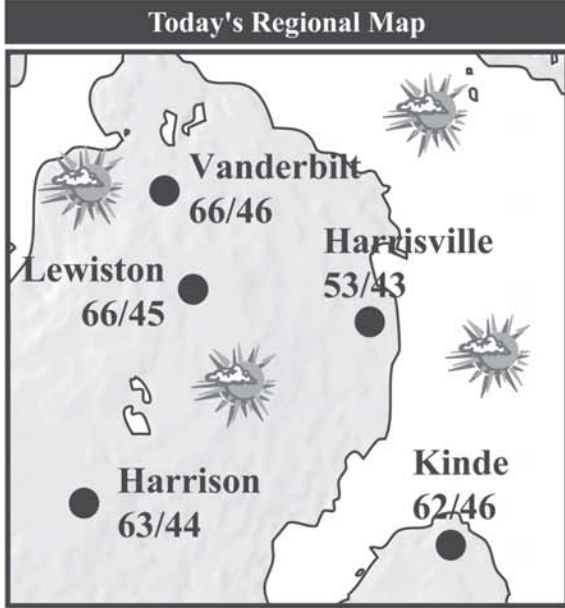 Today's Regional Map
Vanderbilt
66/46
Harrisville
53/43
Lewiston
66/45
Kinde
62/46
Harrison
63/44